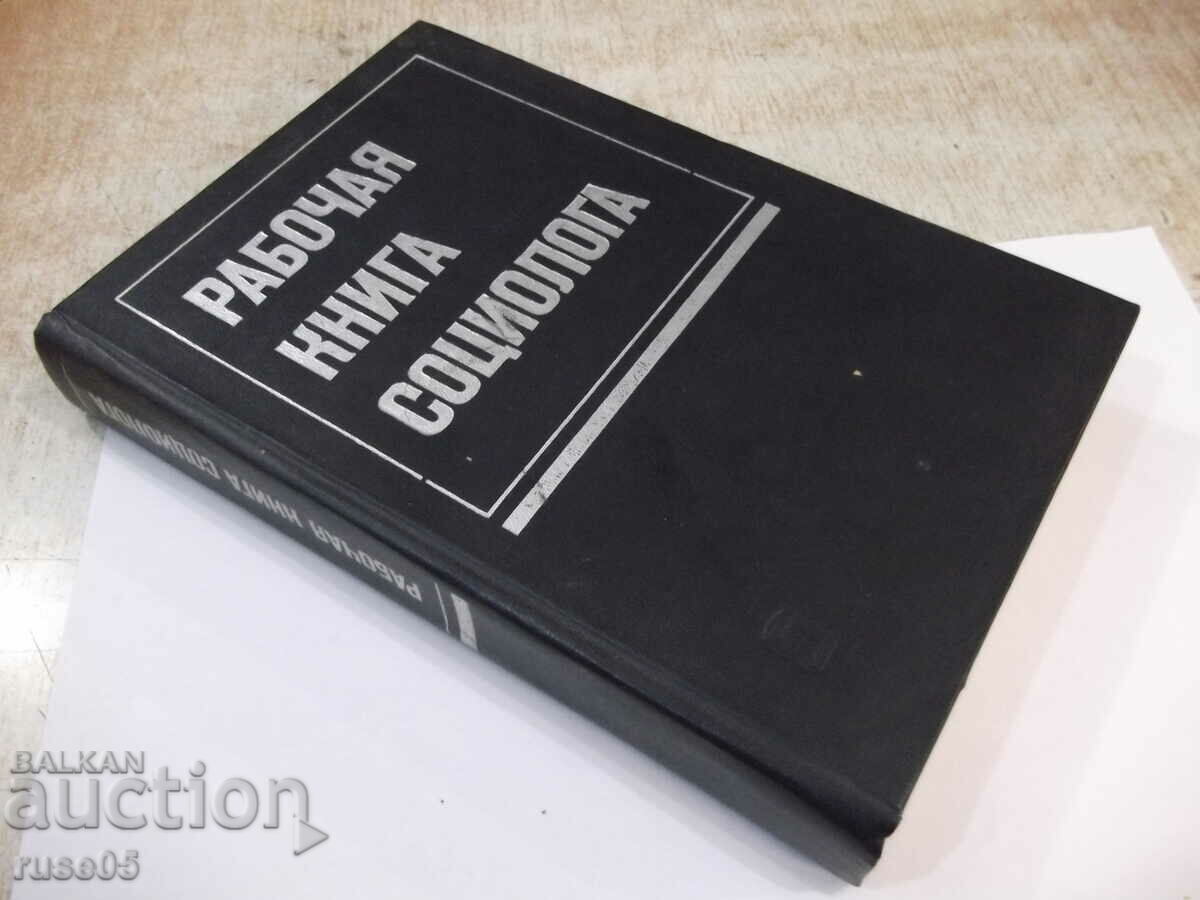 РАБОЧАЯ
КНИГА
СОЦИОЛОГА
РАБОЧАЯ КНИГА СОЦИОЛОГА
BALKAN
auction
ruse05